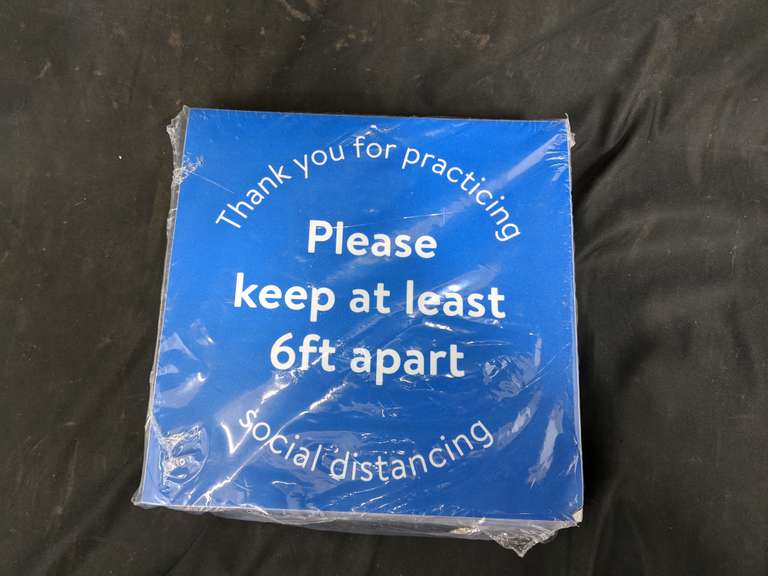 Thank you for practicing
Please
keep at least
6ft apart
social distancing